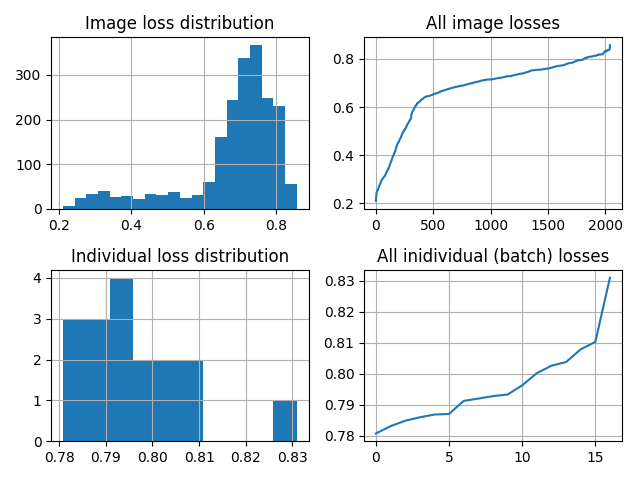 Image loss distribution
300
200
100
0
0.2 0.4 0.6 0.8
All image losses
0.8
0.6
0.4
0.2
0 500 1000 1500 2000
Individual loss distribution
4
3
2
1
0
0.78 0.79 0.80 0.81 0.82 0.83
All inidividual (batch) losses
0.83
0.82
0.81
0.80
0.79
0.78
0 5 10 15